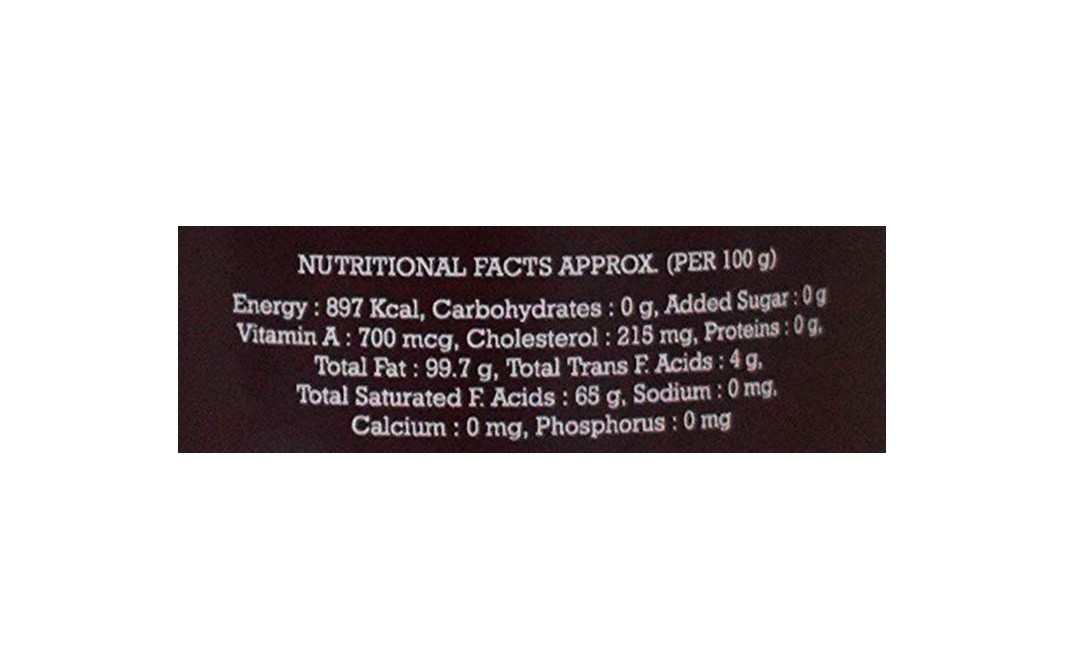 NUTRITIONAL FACTS APPROX. (PER 100 g)
Energy : 897 Kcal, Carbohydrates : 0 g, Added Sugar : 0 g
Vitamin A : 700 mcg, Cholesterol : 215 mg, Proteins : 0 g,
Total Fat : 99.7 g, Total Trans F. Acids : 4 g,
Total Saturated F. Acids : 65 g, Sodium : 0 mg,
Calcium : 0 mg, Phosphorus : 0 mg